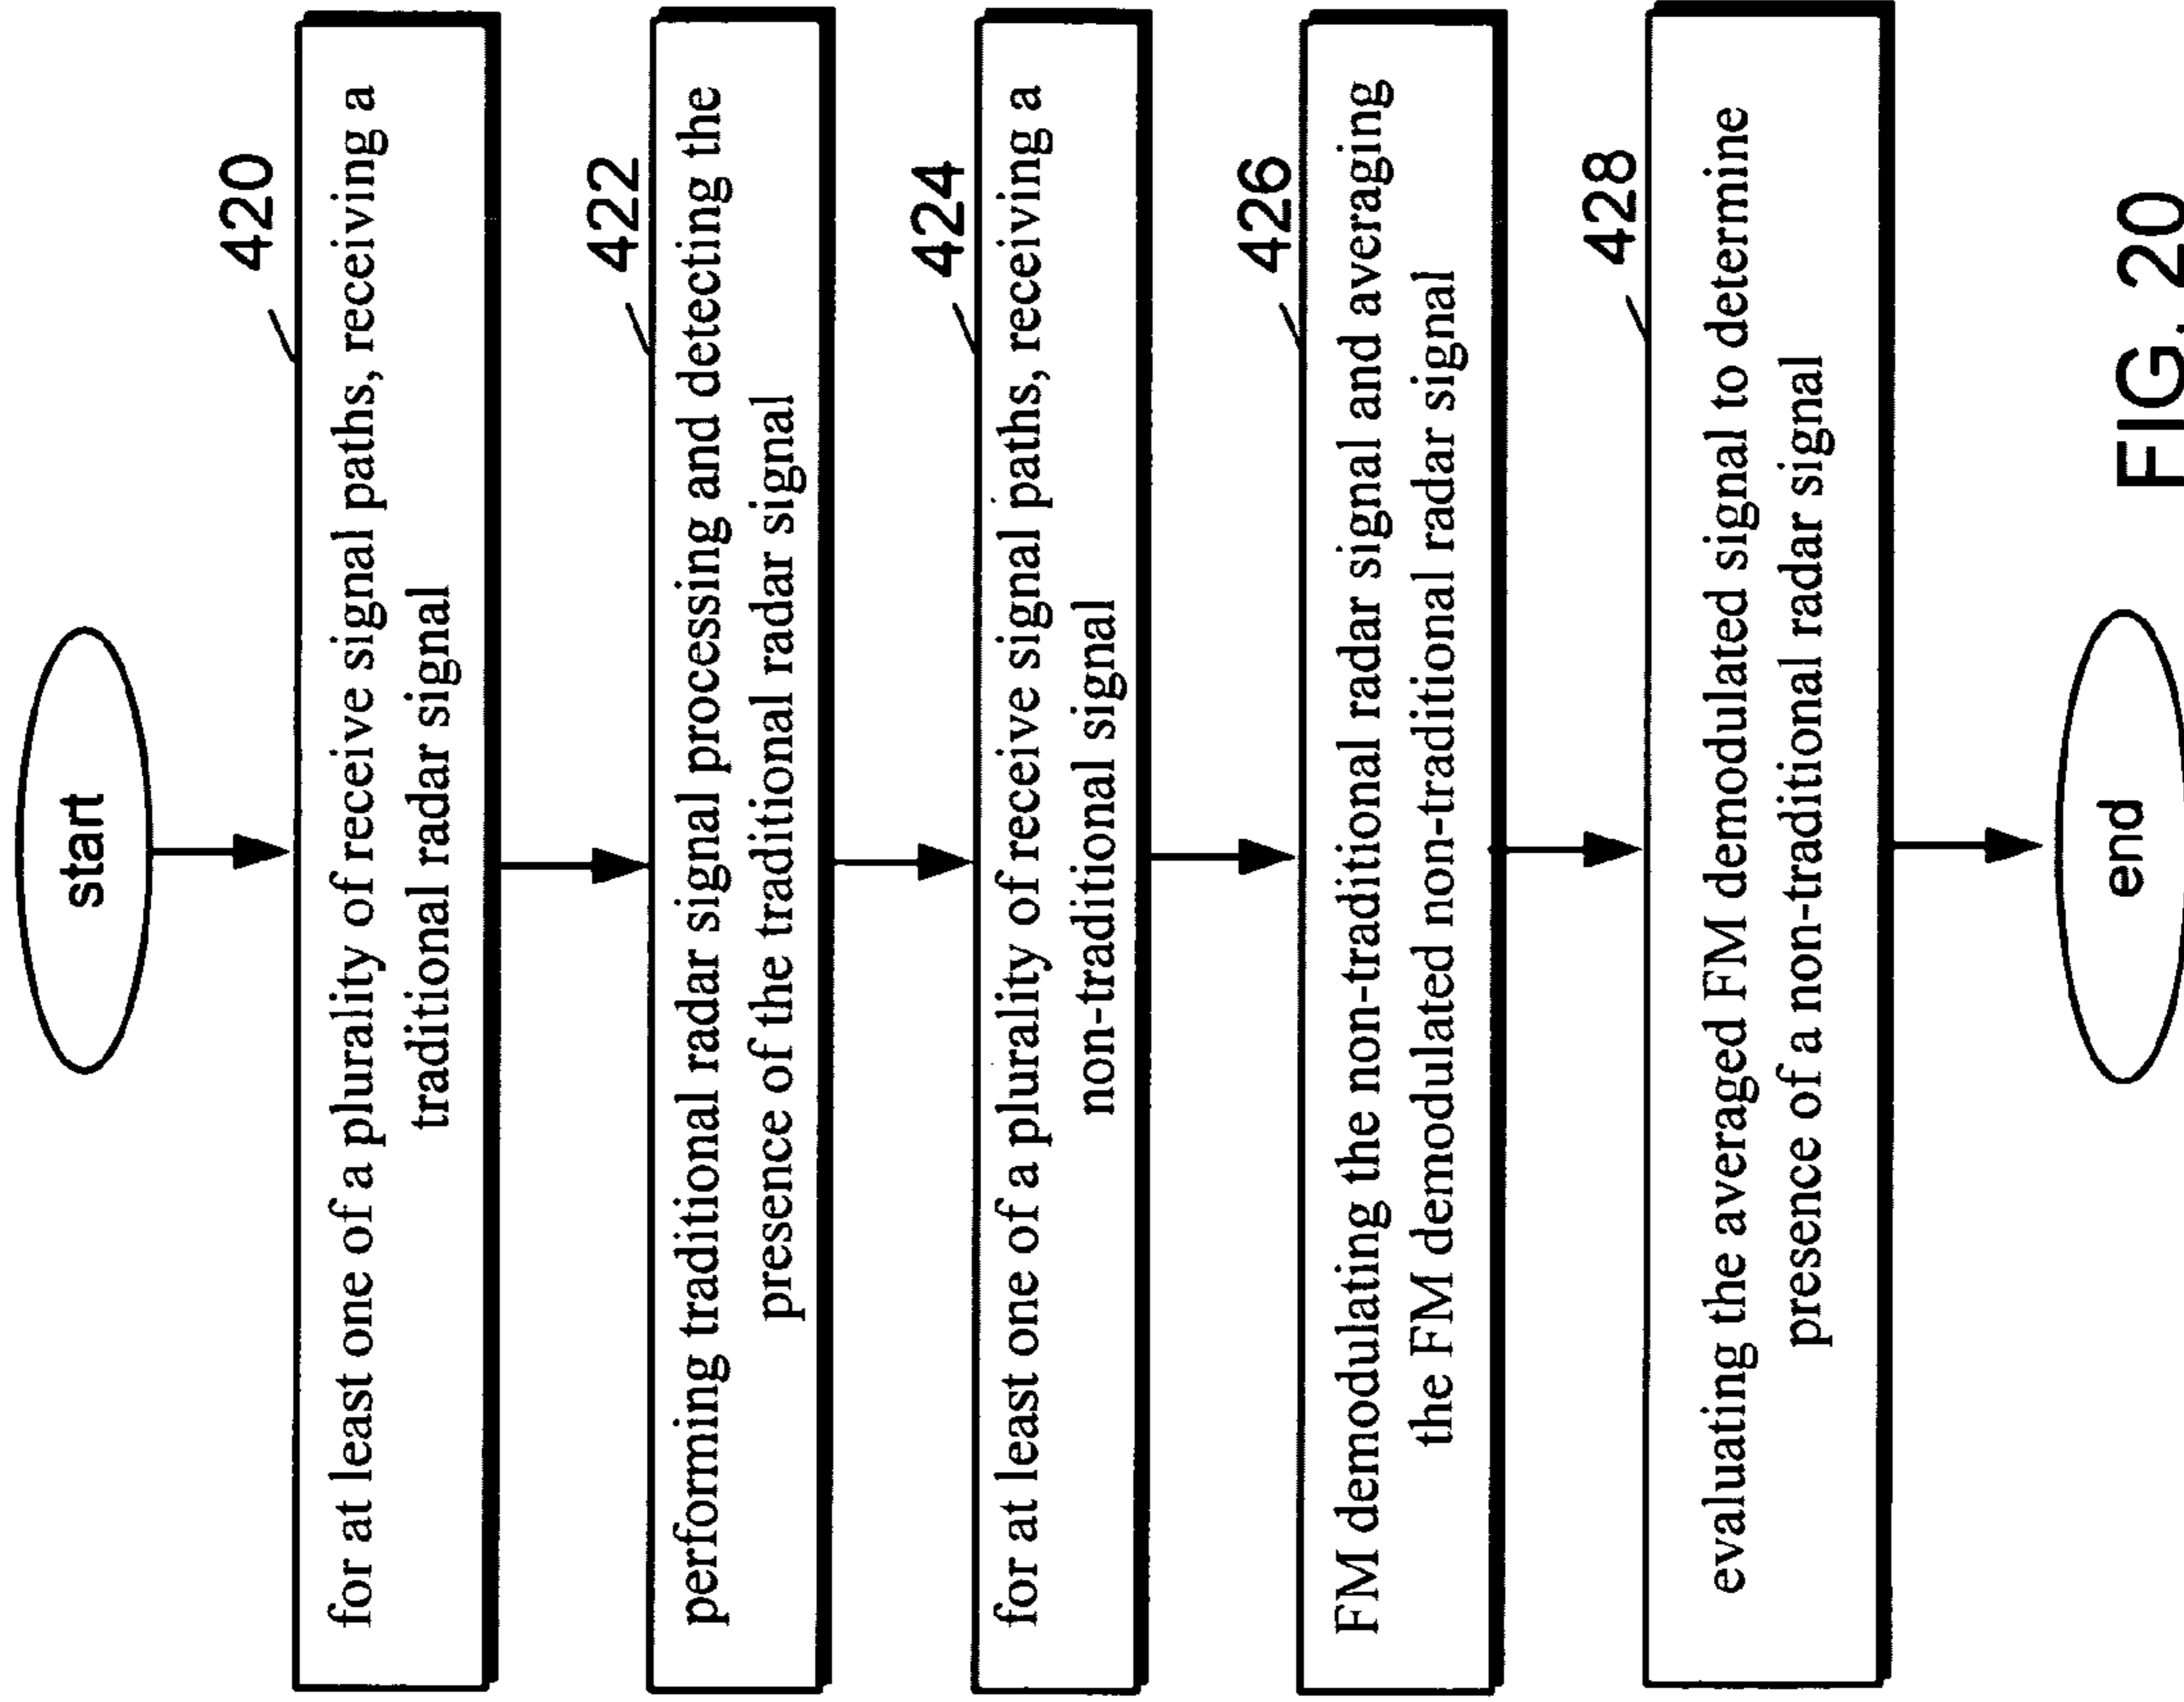 start
420
for at least one of a plurality of receive signal paths, receiving a
traditional radar signal
422
performing traditional radar signal processing and detecting the
presence of the traditional radar signal
424
for at least one of a plurality of receive signal paths, receiving a
non-traditional signal
426
FM demodulating the non-traditional radar signal and averaging
the FM demodulated non-traditional radar signal
428
evaluating the averaged FM demodulated signal to determine
presence of a non-traditional radar signal
end
FIG. 20